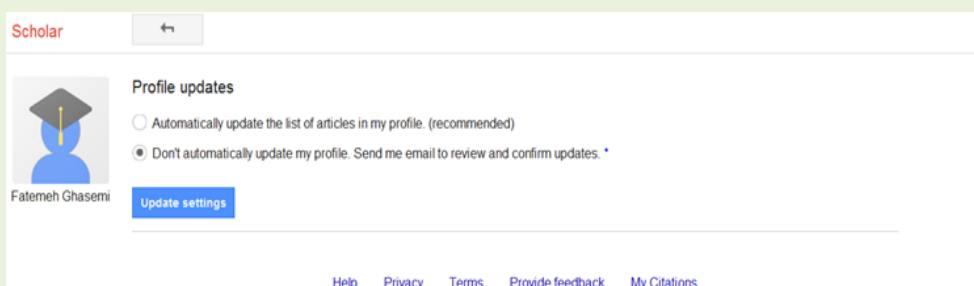 Scholar
Profile updates
Automatically update the list of articles in my profile. (recommended)
Don't automatically update my profile. Send me email to review and confirm updates. *
Fatemeh Ghasemi
Update settings
Help Privacy Terms Provide feedback My Citations